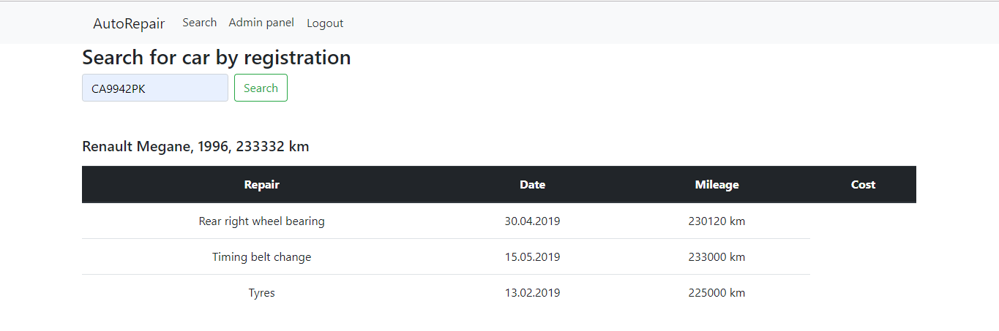 AutoRepair Search Admin panel Logout
Search for car by registration
CA9942PK Search
Renault Megane, 1996, 233332 km
Repair Date Mileage Cost
Rear right wheel bearing 30.04.2019 230120 km
Timing belt change 15.05.2019 233000 km
Tyres 13.02.2019 225000 km